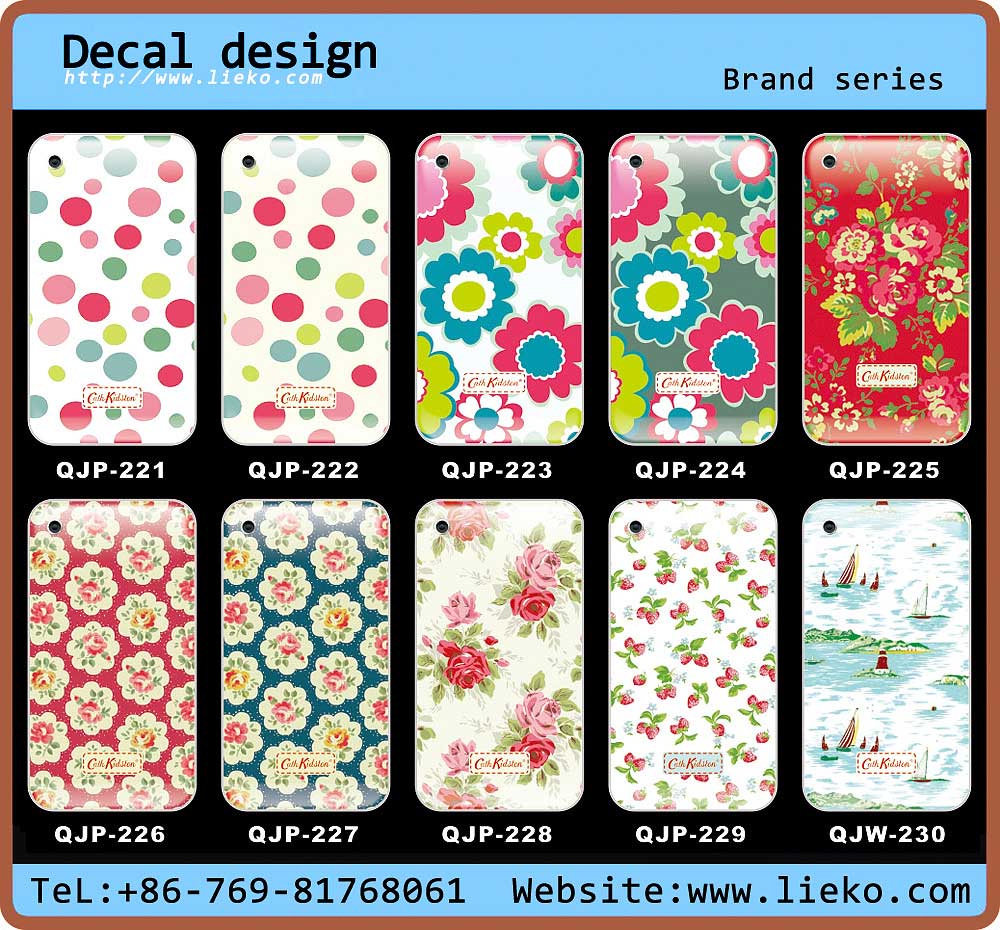 Decal design
http://www.lieko.com
Brand series
Cath Kidston
Cath Kidston
Cath Kidston
Cath Kidston
Cath Kidston
QJP-221 QJP-222 QJP-223 QJP-224 QJP-225
Cath Kidston
Cath Kidston
Cath Kidston
Cath Kidston
Cath Kidston
QJP-226 QJP-227 QJP-228 QJP-229 QJW-230
TeL:+86-769-81768061 Website:www.lieko.com